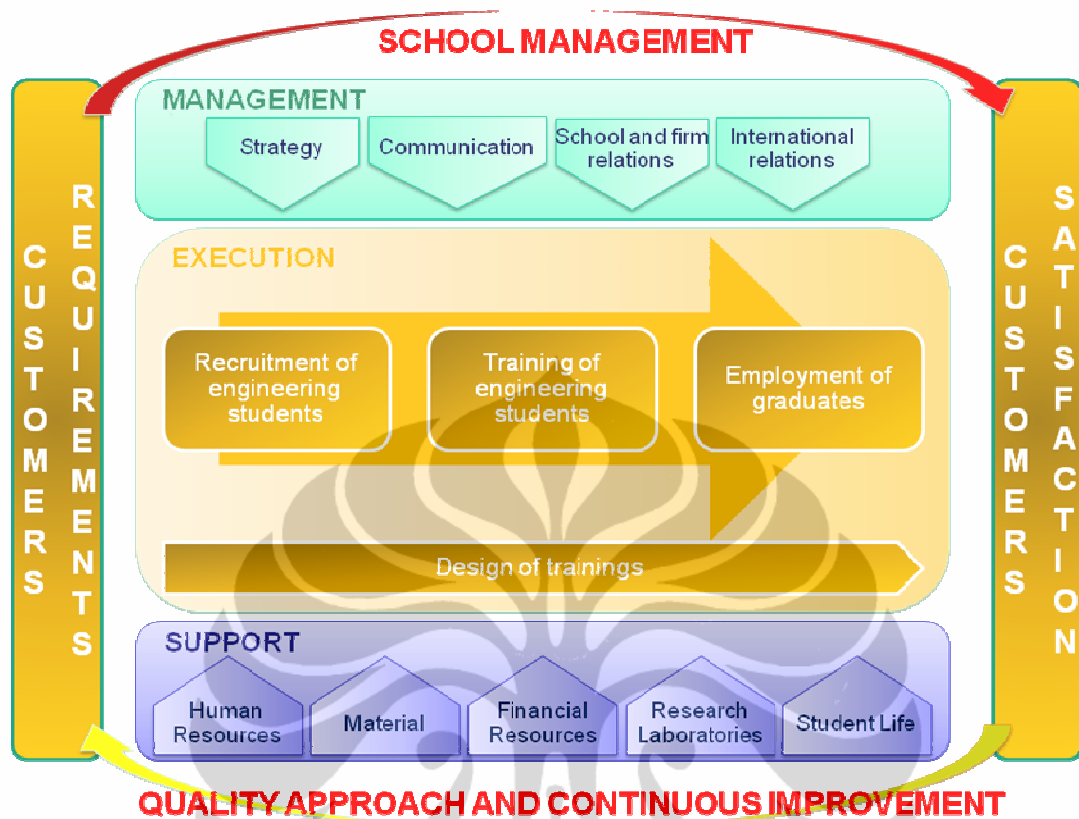 SCHOOL MANAGEMENT
CUSTOMERS
REQUIREMENTS
MANAGEMENT
Strategy
Communication
School and firm
relations
International
relations
EXECUTION
Recruitment of
engineering
students
Training of
engineering
students
Employment of
graduates
Design of trainings
SUPPORT
Human
Resources
Material
Financial
Resources
Research
Laboratories
Student Life
CUSTOMERS
SATISFACTION
QUALITY APPROACH AND CONTINUOUS IMPROVEMENT